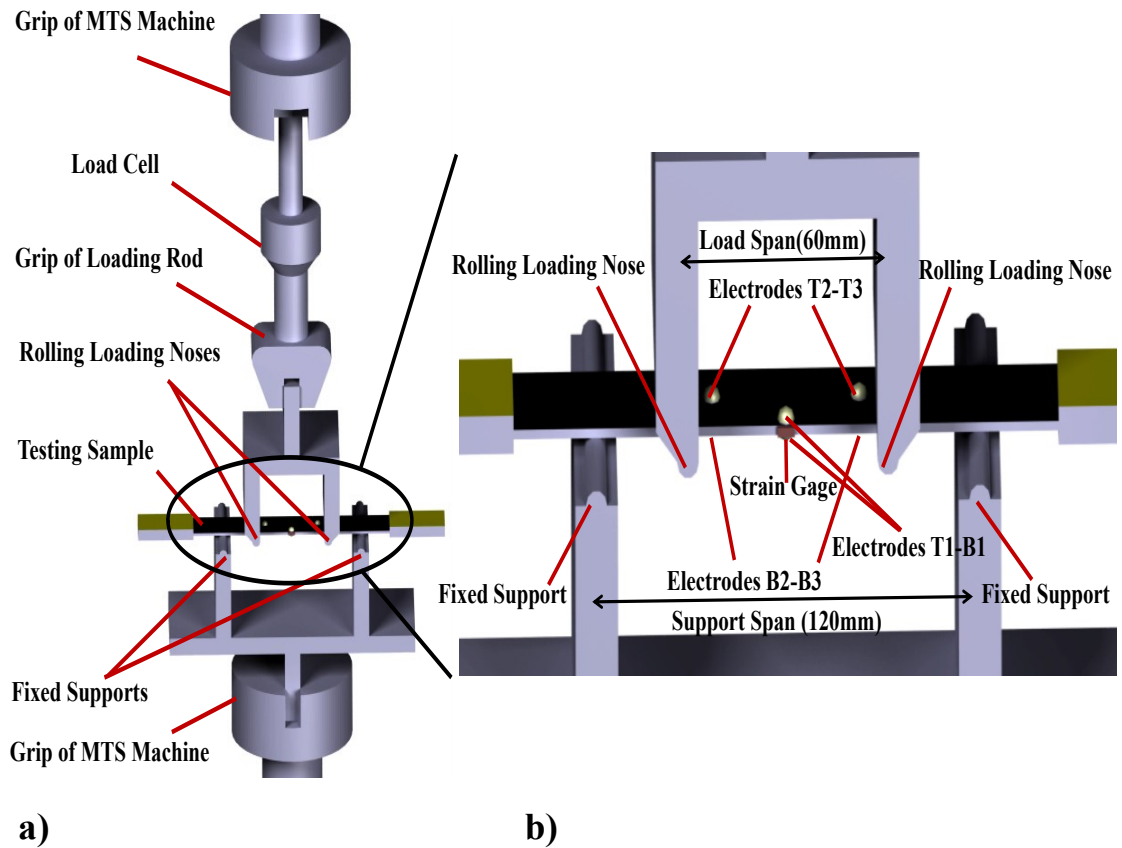 Grip of MTS Machine
Load Cell
Grip of Loading Rod
Rolling Loading Noses
Testing Sample
Fixed Supports
Grip of MTS Machine
a)
Load Span(60mm)
Rolling Loading Nose
Rolling Loading Nose
Electrodes T2-T3
Strain Gage
Electrodes T1-B1
Electrodes B2-B3
Fixed Support
Fixed Support
Support Span (120mm)
b)